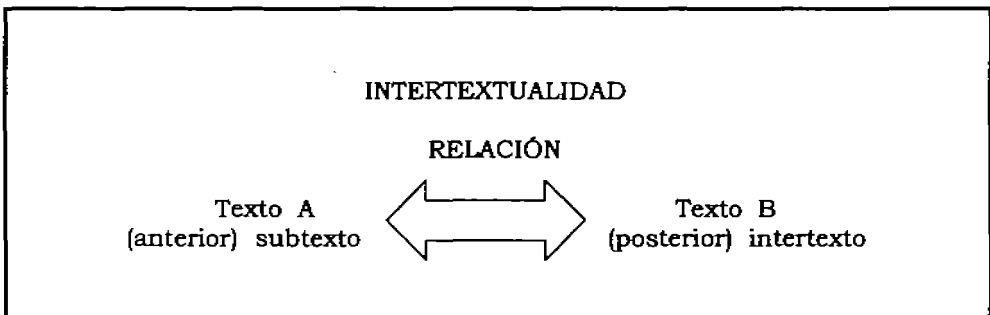 INTERTEXTUALIDAD
RELACIÓN
Texto A
(anterior) subtexto
Texto B
(posterior) intertexto